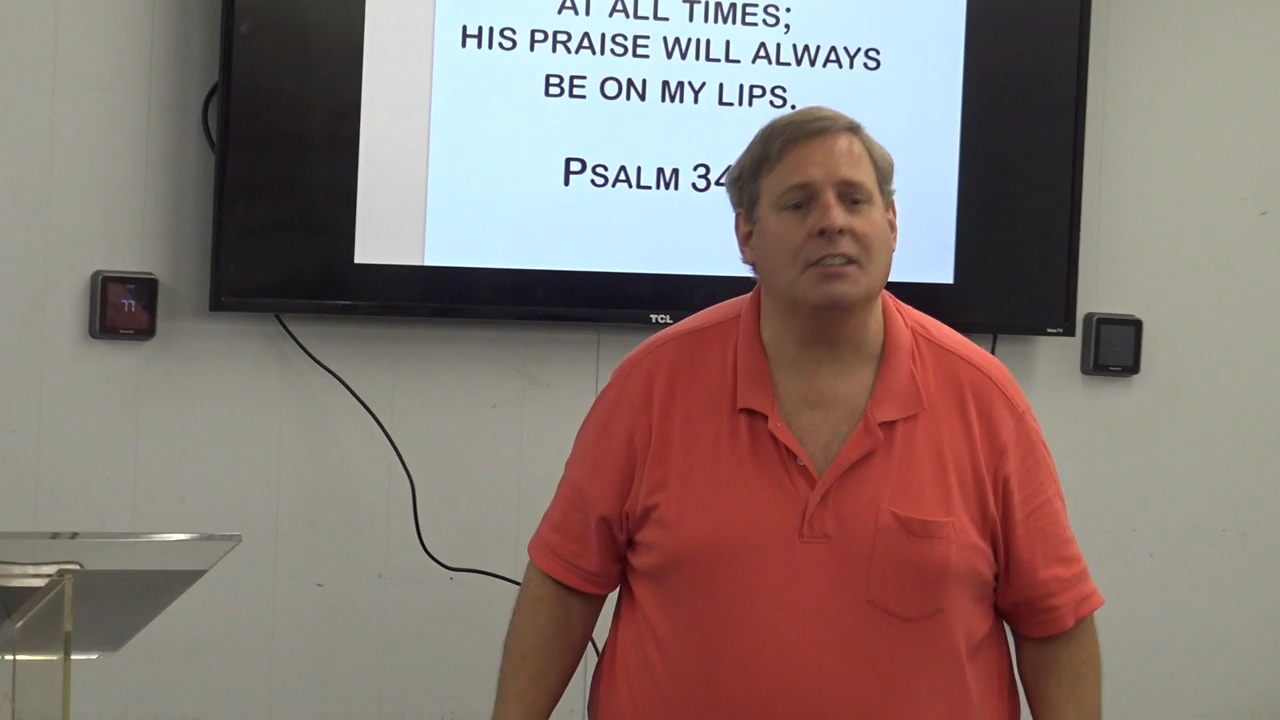 AT ALL TIMES;
HIS PRAISE WILL ALWAYS
BE ON MY LIPS.
PSALM 34
TCL
77